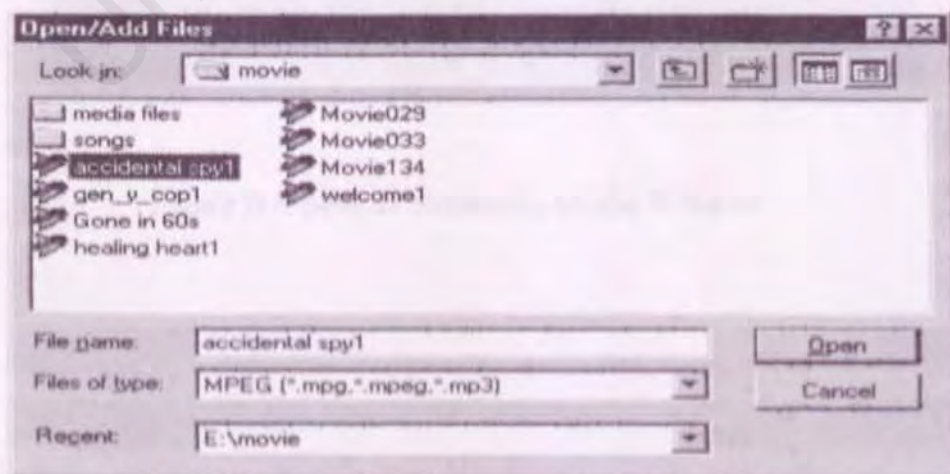 Open/Add Files
Look in: movie
media files
songs
accidental spy1
gen_y_cop1
Gone in 60s
healing heart1
Movie029
Movie033
Movie134
welcome1
File name: accidental spy1 Open
Files of type: MPEG (*.mpg,*.mpeg,*.mp3) Cancel
Recent: E:\movie